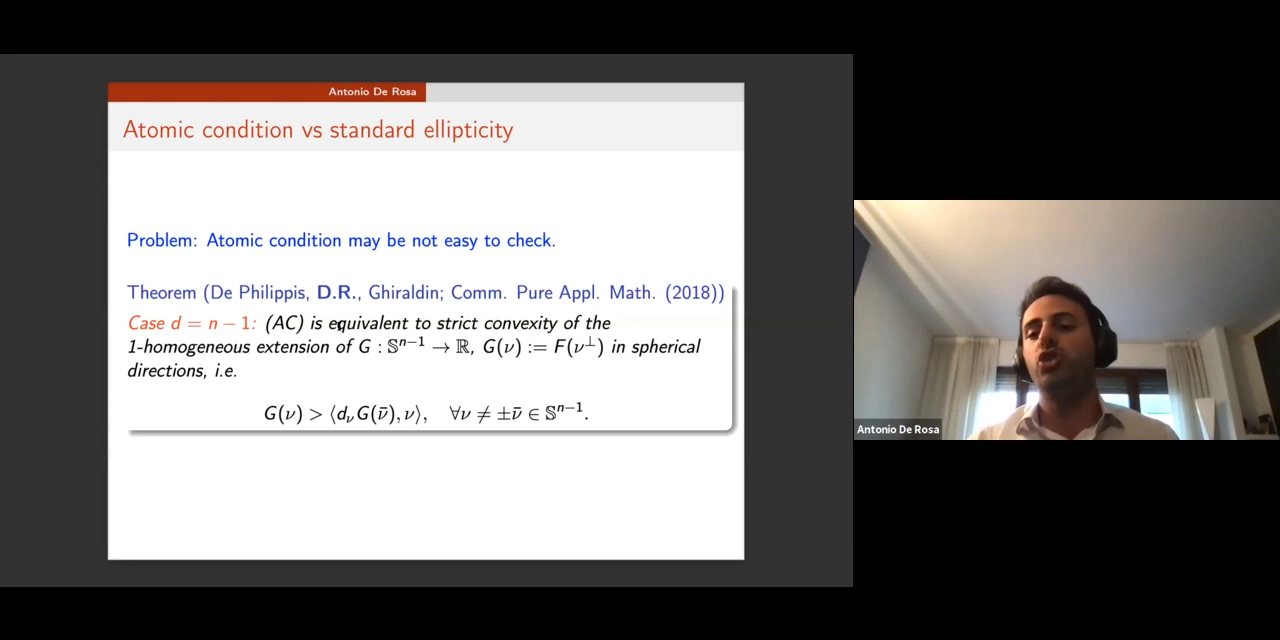 Antonio De Rosa
Atomic condition vs standard ellipticity
Problem: Atomic condition may be not easy to check.
Theorem (De Philippis, D.R., Ghiraldin; Comm. Pure Appl. Math. (2018))
Case d = n − 1: (AC) is equivalent to strict convexity of the
1-homogeneous extension of G : 𝕊ⁿ⁻¹ → ℝ, G(ν) := F(ν^⊥) in spherical
directions, i.e.
G(ν) > ⟨d_ν G(ν̄), ν⟩, ∀ν ≠ ±ν̄ ∈ 𝕊ⁿ⁻¹.
Antonio De Rosa